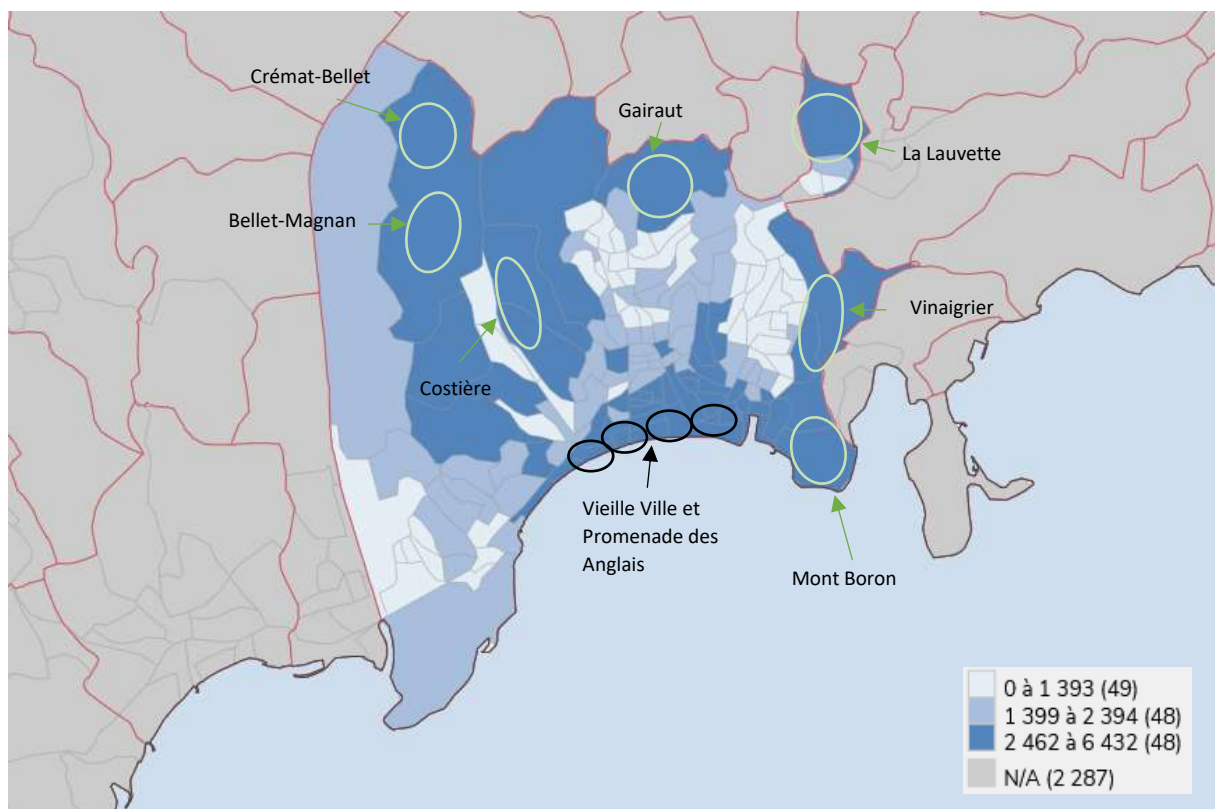 Crémat-Bellet
Gairaut
La Lauvette
Bellet-Magnan
Vinaigrier
Costière
Vieille Ville et
Promenade des
Anglais
Mont Boron
0 à 1 393 (49)
1 399 à 2 394 (48)
2 462 à 6 432 (48)
N/A (2 287)